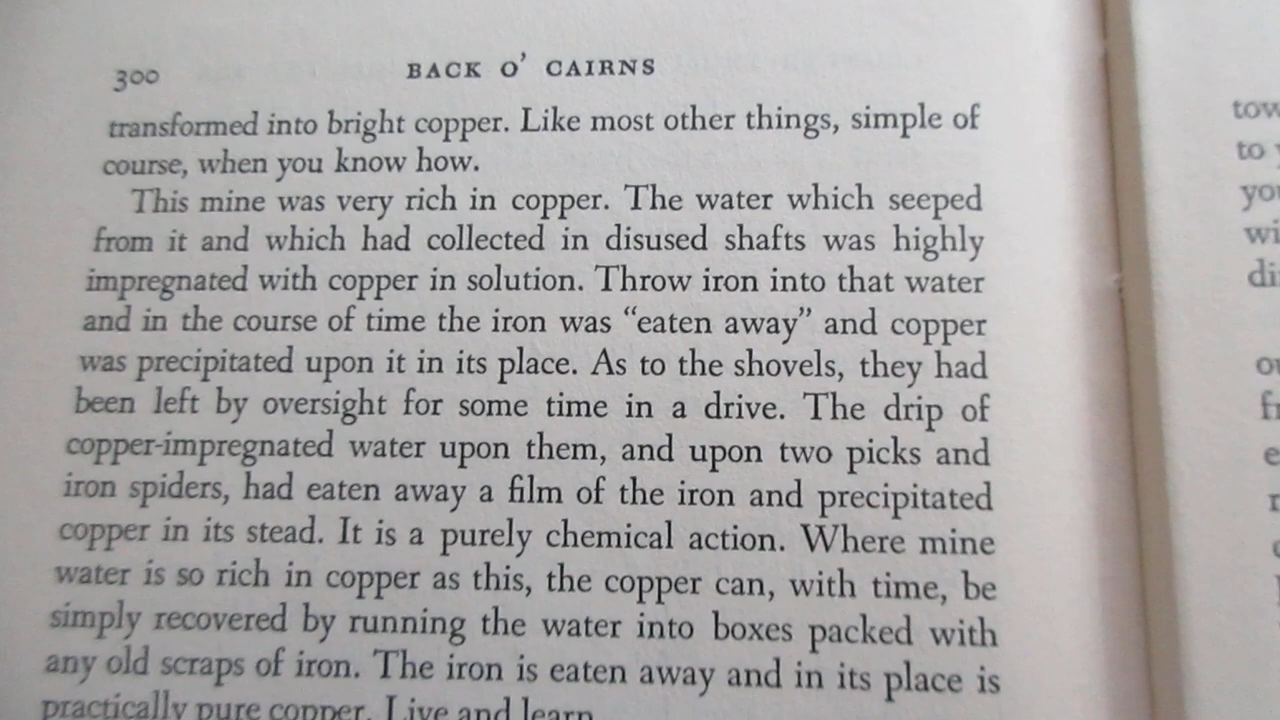 300 BACK O' CAIRNS
transformed into bright copper. Like most other things, simple of
course, when you know how.
This mine was very rich in copper. The water which seeped
from it and which had collected in disused shafts was highly
impregnated with copper in solution. Throw iron into that water
and in the course of time the iron was “eaten away” and copper
was precipitated upon it in its place. As to the shovels, they had
been left by oversight for some time in a drive. The drip of
copper-impregnated water upon them, and upon two picks and
iron spiders, had eaten away a film of the iron and precipitated
copper in its stead. It is a purely chemical action. Where mine
water is so rich in copper as this, the copper can, with time, be
simply recovered by running the water into boxes packed with
any old scraps of iron. The iron is eaten away and in its place is
practically pure copper. Live and learn.
to